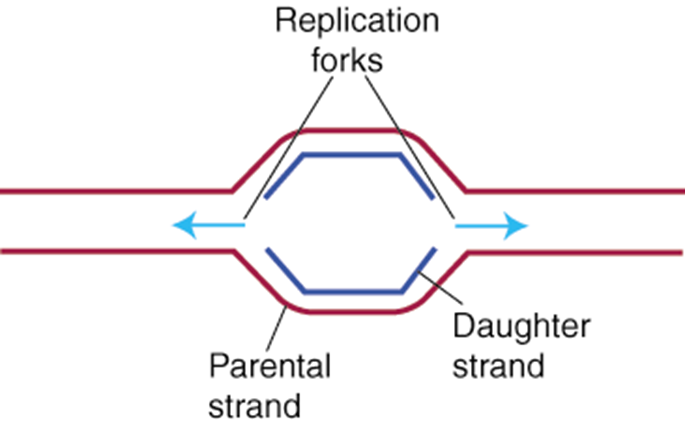 Replication
forks
Parental
strand
Daughter
strand